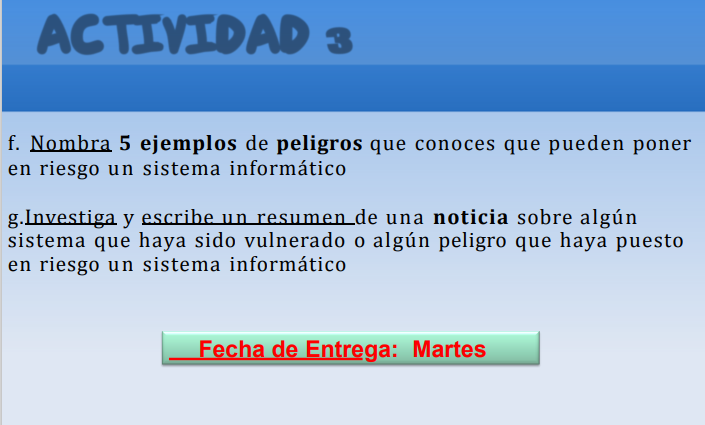 ACTIVIDAD 3
f. Nombra 5 ejemplos de peligros que conoces que pueden poner
en riesgo un sistema informático
g.Investiga y escribe un resumen de una noticia sobre algún
sistema que haya sido vulnerado o algún peligro que haya puesto
en riesgo un sistema informático
Fecha de Entrega: Martes